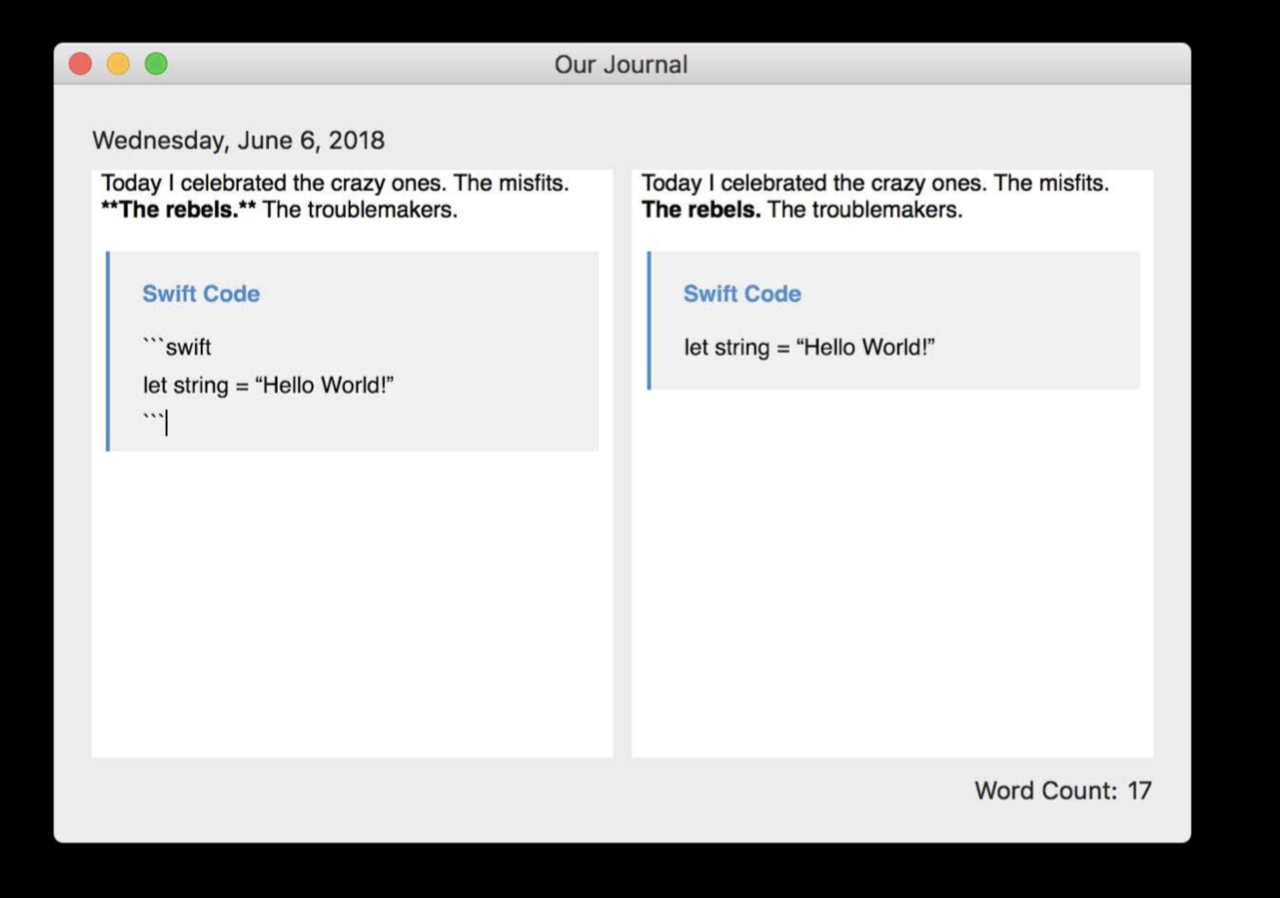 Our Journal
Wednesday, June 6, 2018
Today I celebrated the crazy ones. The misfits.
**The rebels.** The troublemakers.
Swift Code
```swift
let string = “Hello World!”
```
Today I celebrated the crazy ones. The misfits.
The rebels. The troublemakers.
Swift Code
let string = “Hello World!”
Word Count: 17